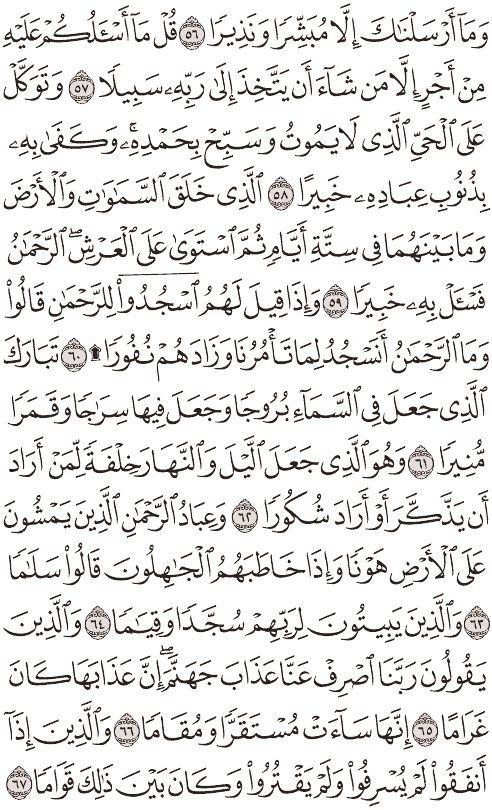 وَمَآ أَرْسَلْنَٰكَ إِلَّا مُبَشِّرًا وَنَذِيرًا ٥٦ قُلْ مَآ أَسْـَٔلُكُمْ عَلَيْهِ
مِنْ أَجْرٍ إِلَّا مَن شَآءَ أَن يَتَّخِذَ إِلَىٰ رَبِّهِۦ سَبِيلًا ٥٧ وَتَوَكَّلْ
عَلَى ٱلْحَىِّ ٱلَّذِى لَا يَمُوتُ وَسَبِّحْ بِحَمْدِهِۦۚ وَكَفَىٰ بِهِۦ
بِذُنُوبِ عِبَادِهِۦ خَبِيرًا ٥٨ ٱلَّذِى خَلَقَ ٱلسَّمَٰوَٰتِ وَٱلْأَرْضَ
وَمَا بَيْنَهُمَا فِى سِتَّةِ أَيَّامٍ ثُمَّ ٱسْتَوَىٰ عَلَى ٱلْعَرْشِۖ ٱلرَّحْمَٰنُ
فَسْـَٔلْ بِهِۦ خَبِيرًا ٥٩ وَإِذَا قِيلَ لَهُمُ ٱسْجُدُوا۟ لِلرَّحْمَٰنِ قَالُوا۟
وَمَا ٱلرَّحْمَٰنُ أَنَسْجُدُ لِمَا تَأْمُرُنَا وَزَادَهُمْ نُفُورًا ۩ ٦٠ تَبَارَكَ
ٱلَّذِى جَعَلَ فِى ٱلسَّمَآءِ بُرُوجًا وَجَعَلَ فِيهَا سِرَٰجًا وَقَمَرًا
مُّنِيرًا ٦١ وَهُوَ ٱلَّذِى جَعَلَ ٱلَّيْلَ وَٱلنَّهَارَ خِلْفَةً لِّمَنْ أَرَادَ
أَن يَذَّكَّرَ أَوْ أَرَادَ شُكُورًا ٦٢ وَعِبَادُ ٱلرَّحْمَٰنِ ٱلَّذِينَ يَمْشُونَ
عَلَى ٱلْأَرْضِ هَوْنًا وَإِذَا خَاطَبَهُمُ ٱلْجَٰهِلُونَ قَالُوا۟ سَلَٰمًا
٦٣ وَٱلَّذِينَ يَبِيتُونَ لِرَبِّهِمْ سُجَّدًا وَقِيَٰمًا ٦٤ وَٱلَّذِينَ
يَقُولُونَ رَبَّنَا ٱصْرِفْ عَنَّا عَذَابَ جَهَنَّمَۖ إِنَّ عَذَابَهَا كَانَ
غَرَامًا ٦٥ إِنَّهَا سَآءَتْ مُسْتَقَرًّا وَمُقَامًا ٦٦ وَٱلَّذِينَ إِذَآ
أَنفَقُوا۟ لَمْ يُسْرِفُوا۟ وَلَمْ يَقْتُرُوا۟ وَكَانَ بَيْنَ ذَٰلِكَ قَوَامًا ٦٧